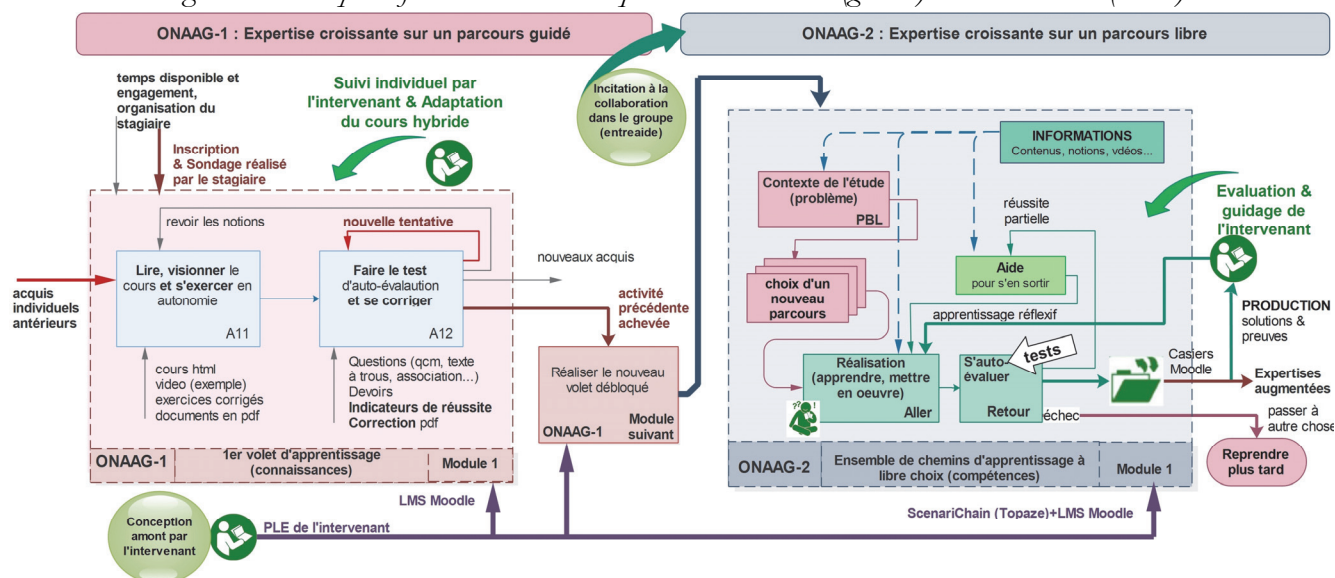 ONAAG-1 : Expertise croissante sur un parcours guidé
ONAAG-2 : Expertise croissante sur un parcours libre
temps disponible et
engagement,
organisation du
stagiaire
Inscription
& Sondage réalisé
par le stagiaire
Suivi individuel par
l'intervenant & Adaptation
du cours hybride
Incitation à la
collaboration
dans le groupe
(entreaide)
revoir les notions
nouvelle tentative
acquis
individuels
antérieurs
Lire, visionner le
cours et s'exercer en
autonomie
A11
Faire le test
d'auto-évalaution
et se corriger
A12
nouveaux acquis
activité
précédente
achevée
cours html
video (exemple)
exercices corrigés
documents en pdf
Questions (qcm, texte
à trous, association...)
Devoirs
Indicateurs de réussite
Correction pdf
Réaliser le nouveau
volet débloqué
Module
suivant
ONAAG-1
ONAAG-1
1er volet d'apprentissage
(connaissances)
Module 1
LMS Moodle
Conception
amont par
l'intervenant
PLE de l'intervenant
INFORMATIONS
Contenus, notions, vdéos...
Contexte de l'étude
(problème)
PBL
choix d'un
nouveau
parcours
réussite
partielle
Aide
pour s'en sortir
apprentissage réflexif
Evaluation &
guidage de
l'intervenant
PRODUCTION
solutions &
preuves
Réalisation
(apprendre, mettre
en oeuvre)
Aller
S'auto-
évaluer
Retour
tests
Casiers
Moodle
Expertises
augmentées
échec
passer à
autre chose
Reprendre
plus tard
ONAAG-2
Ensemble de chemins d'apprentissage à
libre choix (compétences)
Module 1
ScenariChain (Topaze)+LMS Moodle